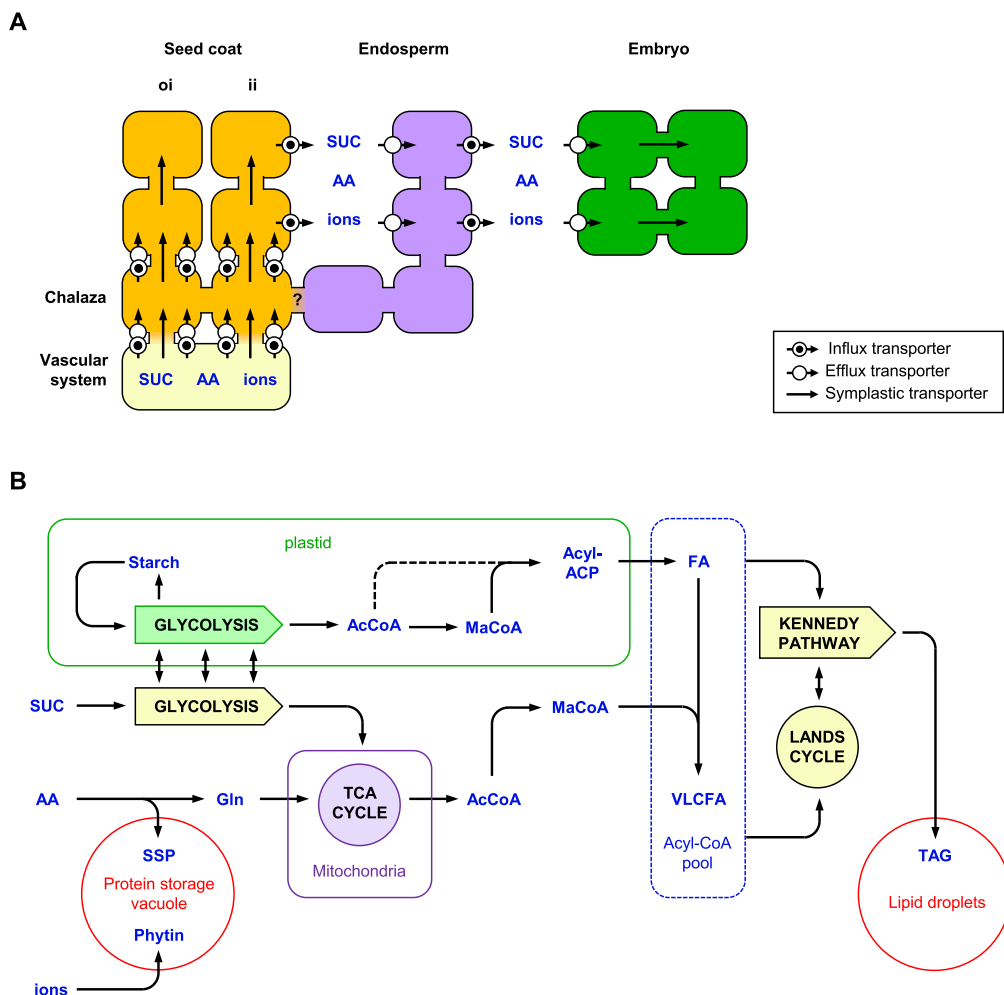 A
Seed coat
Endosperm
Embryo
oi
ii
SUC
SUC
AA
AA
ions
ions
Chalaza
?
Vascular
system
SUC
AA
ions
Influx transporter
Efflux transporter
Symplastic transporter
B
plastid
Starch
Acyl-
ACP
FA
GLYCOLYSIS
AcCoA
MaCoA
KENNEDY
PATHWAY
SUC
GLYCOLYSIS
MaCoA
LANDS
CYCLE
AA
Gln
TCA
CYCLE
AcCoA
VLCFA
Mitochondria
Acyl-CoA
pool
SSP
Protein storage
vacuole
Phytin
TAG
Lipid droplets
ions